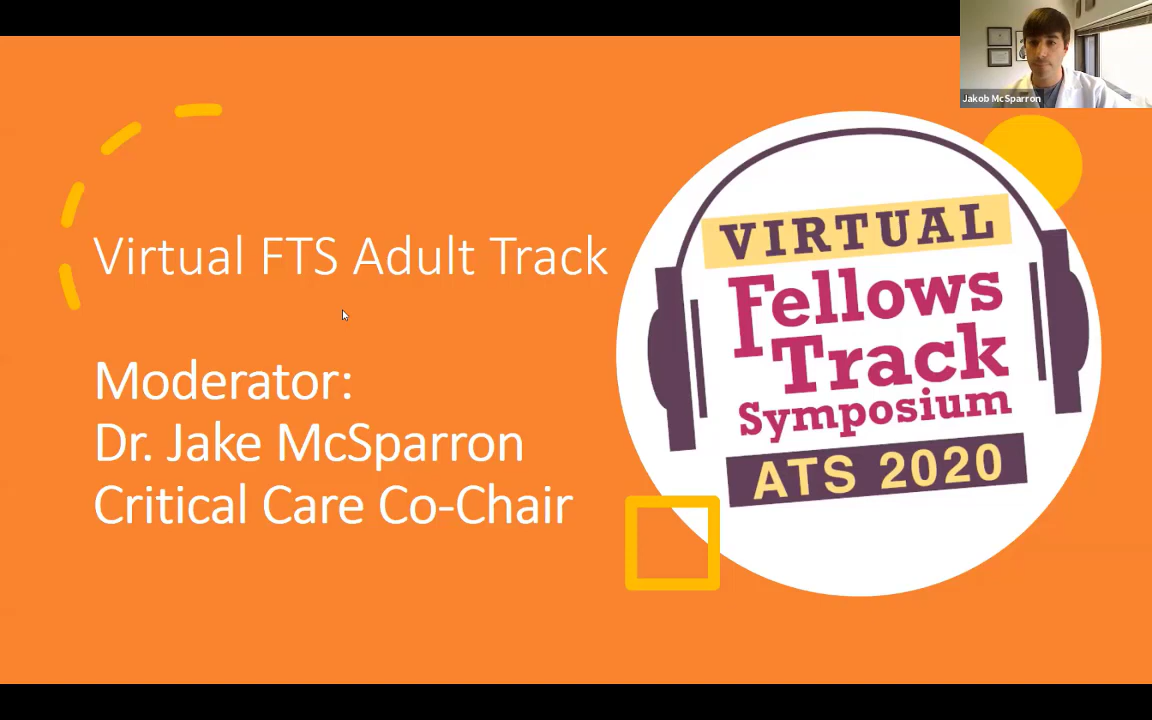 Jakob McSparron
Virtual FTS Adult Track
Moderator:
Dr. Jake McSparron
Critical Care Co-Chair
VIRTUAL
Fellows
Track
Symposium
ATS 2020